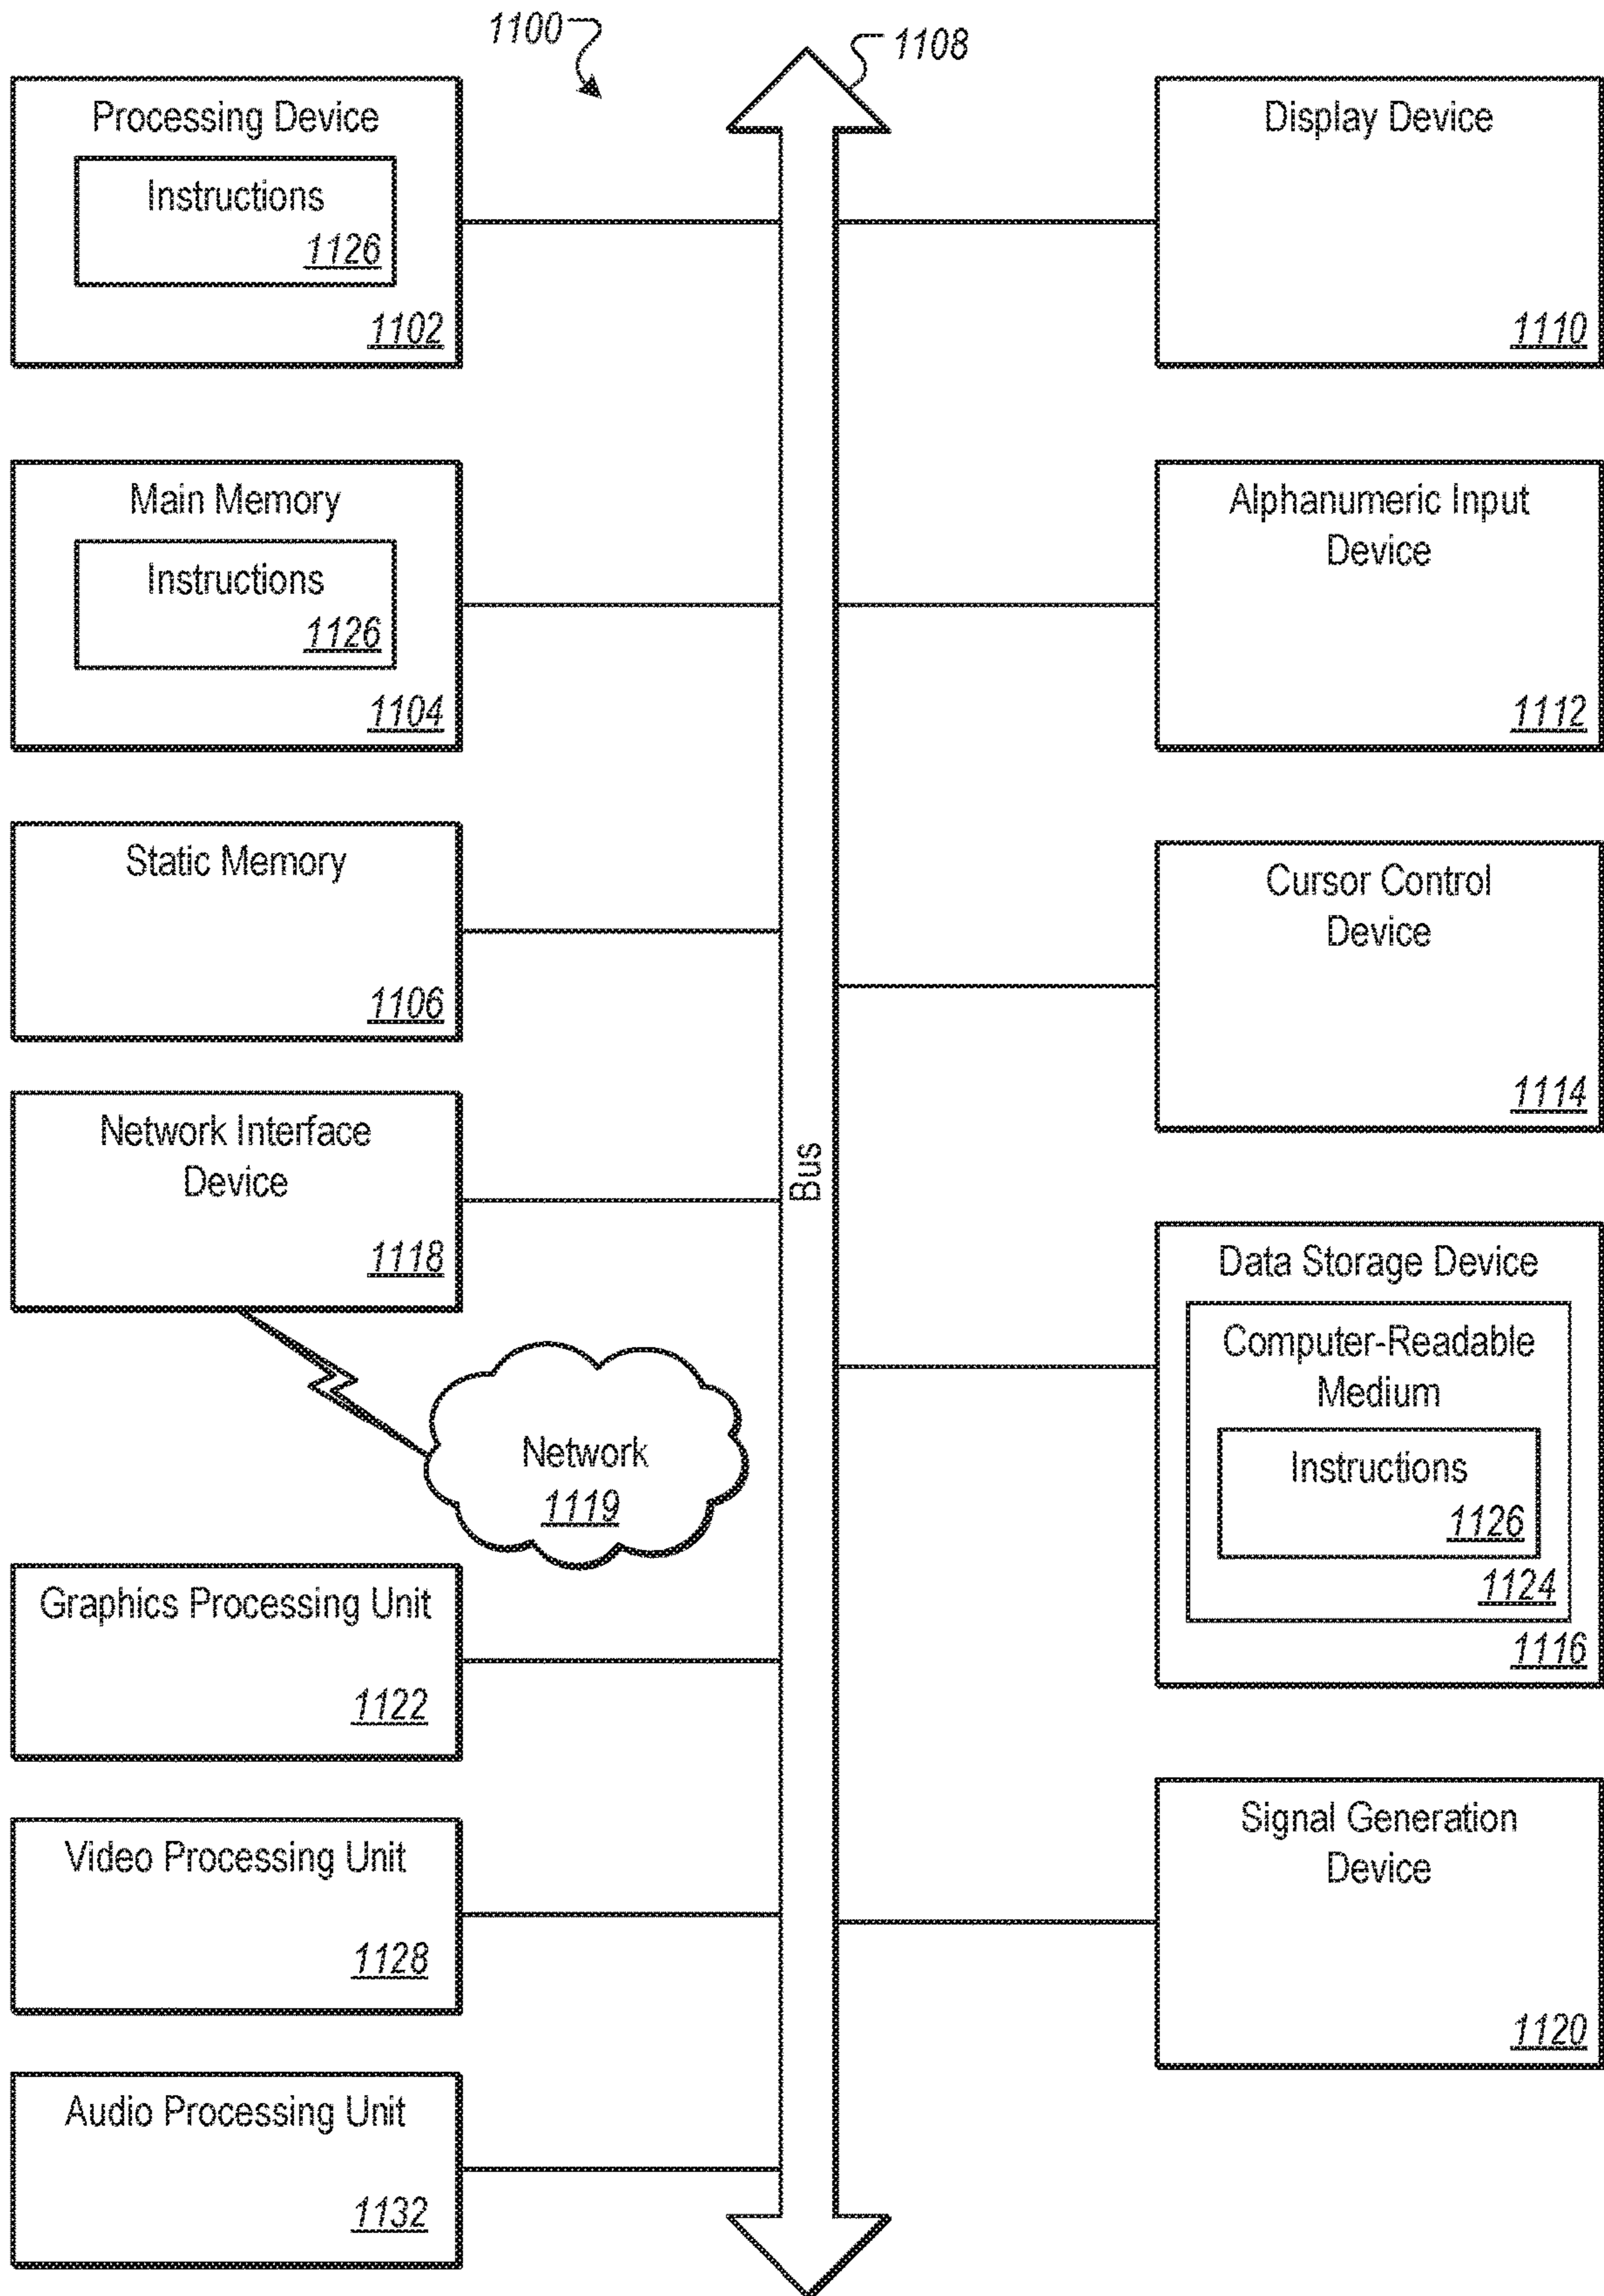 1100
1108
Processing Device
Instructions
1126
1102
Main Memory
Instructions
1126
1104
Static Memory
1106
Network Interface
Device
1118
Network
1119
Graphics Processing Unit
1122
Video Processing Unit
1128
Audio Processing Unit
1132
Bus
Display Device
1110
Alphanumeric Input
Device
1112
Cursor Control
Device
1114
Data Storage Device
Computer-Readable
Medium
Instructions
1126
1124
1116
Signal Generation
Device
1120